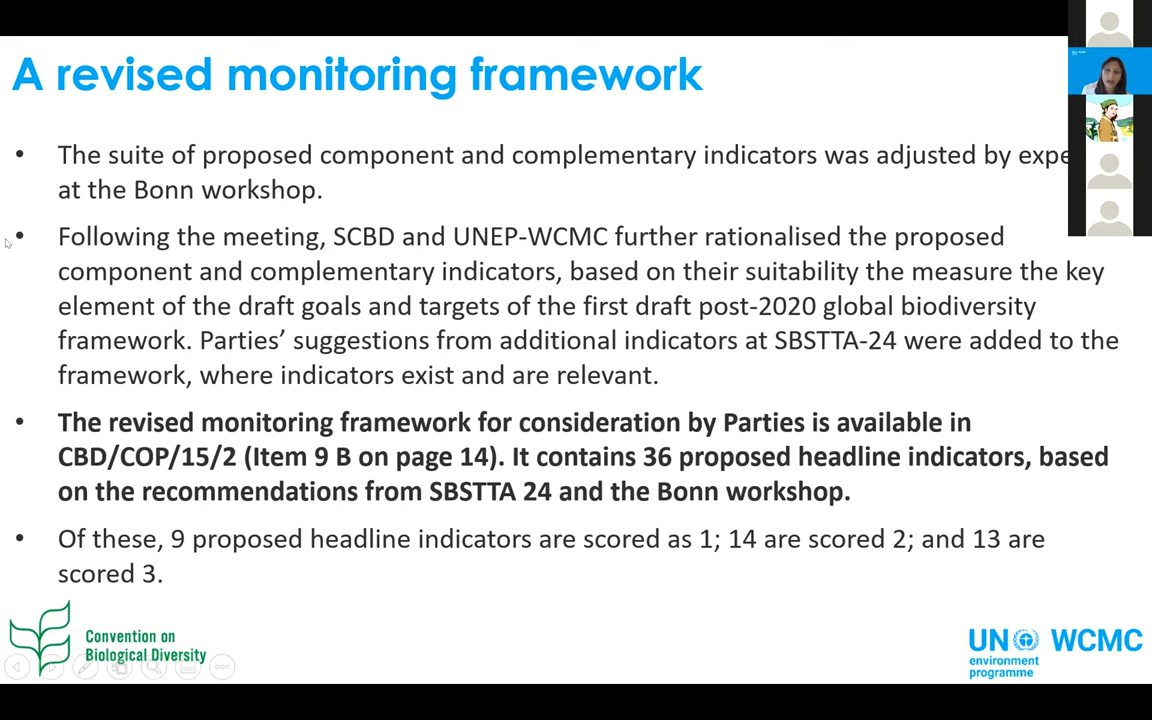 A revised monitoring framework
• The suite of proposed component and complementary indicators was adjusted by
at the Bonn workshop.
• Following the meeting, SCBD and UNEP-WCMC further rationalised the proposed
component and complementary indicators, based on their suitability the measure the key
element of the draft goals and targets of the first draft post-2020 global biodiversity
framework. Parties’ suggestions from additional indicators at SBSTTA-24 were added to the
framework, where indicators exist and are relevant.
• The revised monitoring framework for consideration by Parties is available in
CBD/COP/15/2 (Item 9 B on page 14). It contains 36 proposed headline indicators, based
on the recommendations from SBSTTA 24 and the Bonn workshop.
• Of these, 9 proposed headline indicators are scored as 1; 14 are scored 2; and 13 are
scored 3.
Convention on
Biological Diversity
UN WCMC
environment
programme